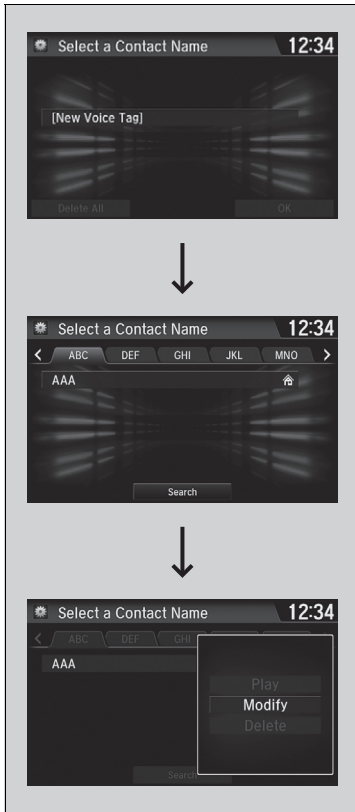 Select a Contact Name 12:34
[New Voice Tag]
Delete All OK
Select a Contact Name 12:34
ABC DEF GHI JKL MNO
AAA
Search
Select a Contact Name 12:34
ABC DEF GHI
AAA
Play
Modify
Delete
Search